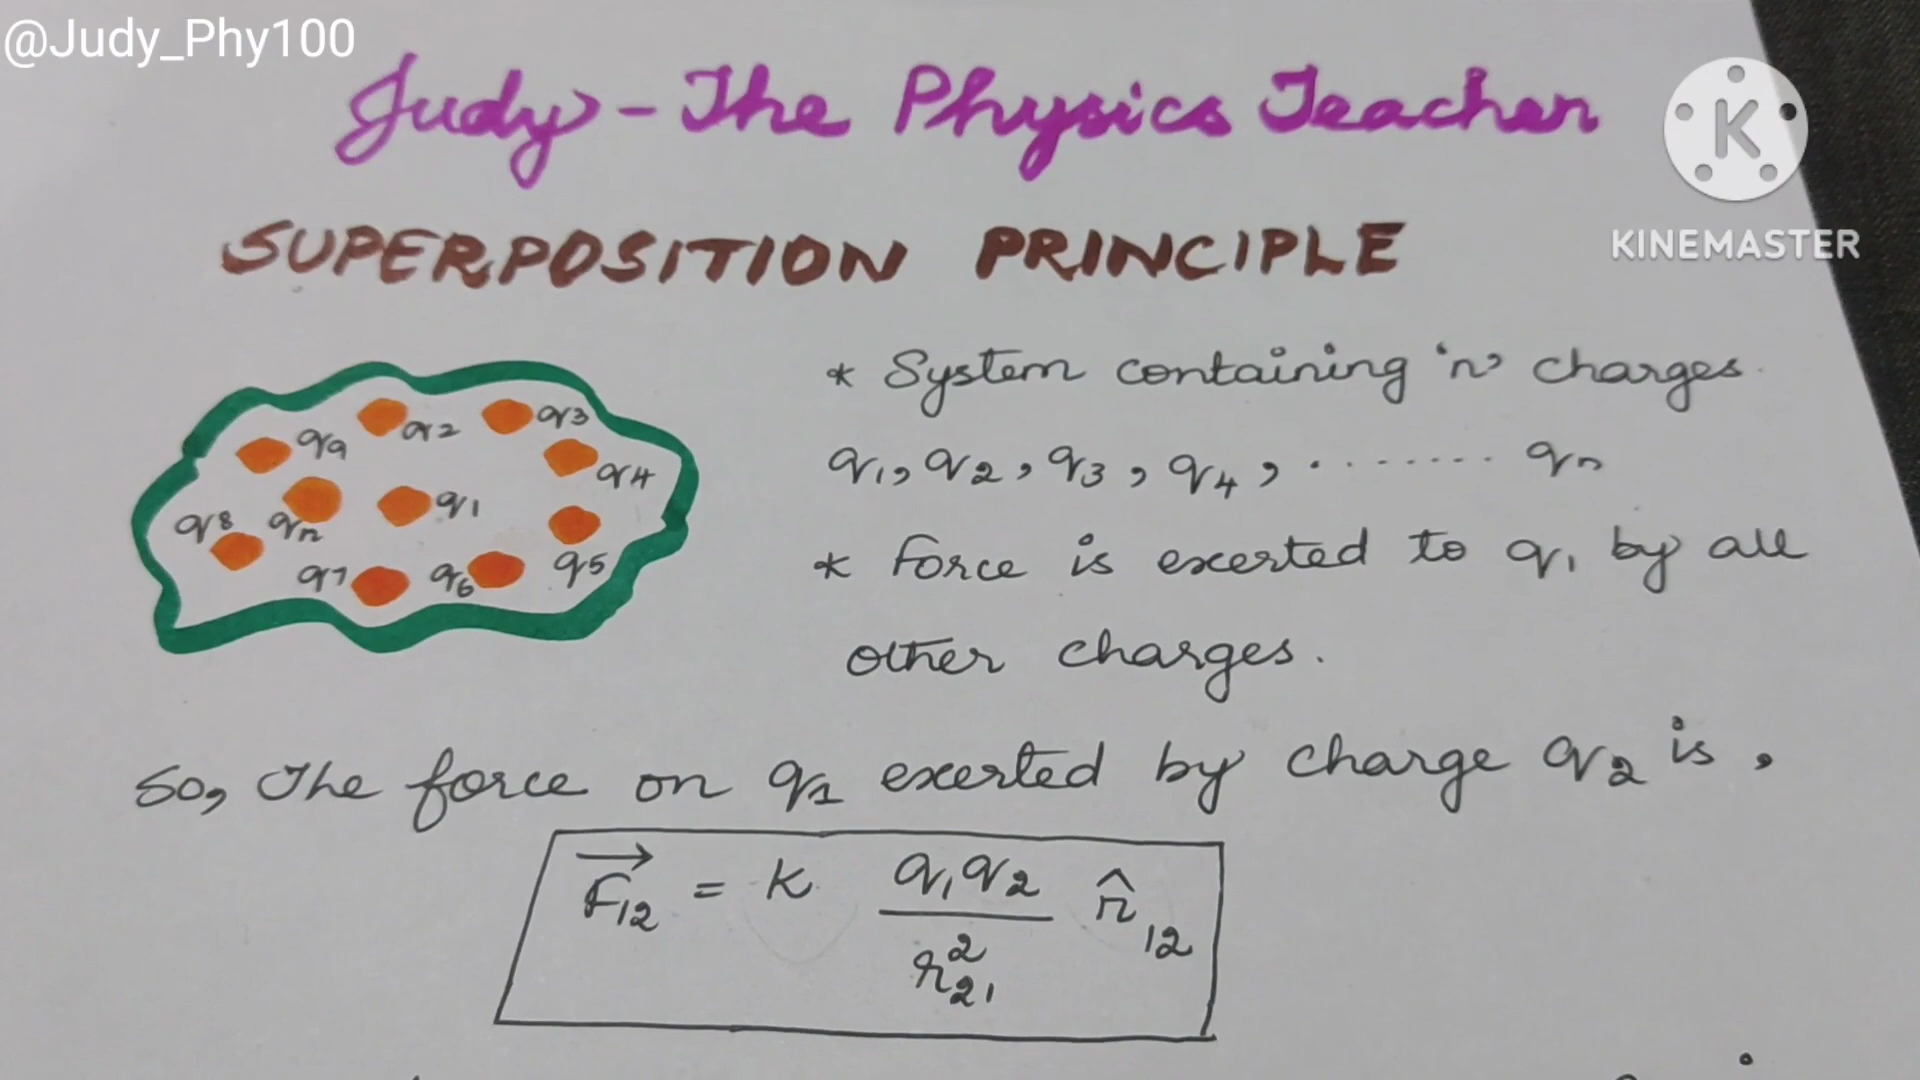 @Judy_Phy100
Judy - The Physics Teacher
KINEMASTER
SUPERPOSITION PRINCIPLE
q9 q2 q3
q4
q8 qn q1
q7 q6 q5
* System containing 'n' charges.
q1, q2, q3, q4, ........ qn
* Force is exerted to q1 by all
other charges.
So, The force on q1 exerted by charge q2 is,
F⃗12 = k q1q2 / r²21 r̂12